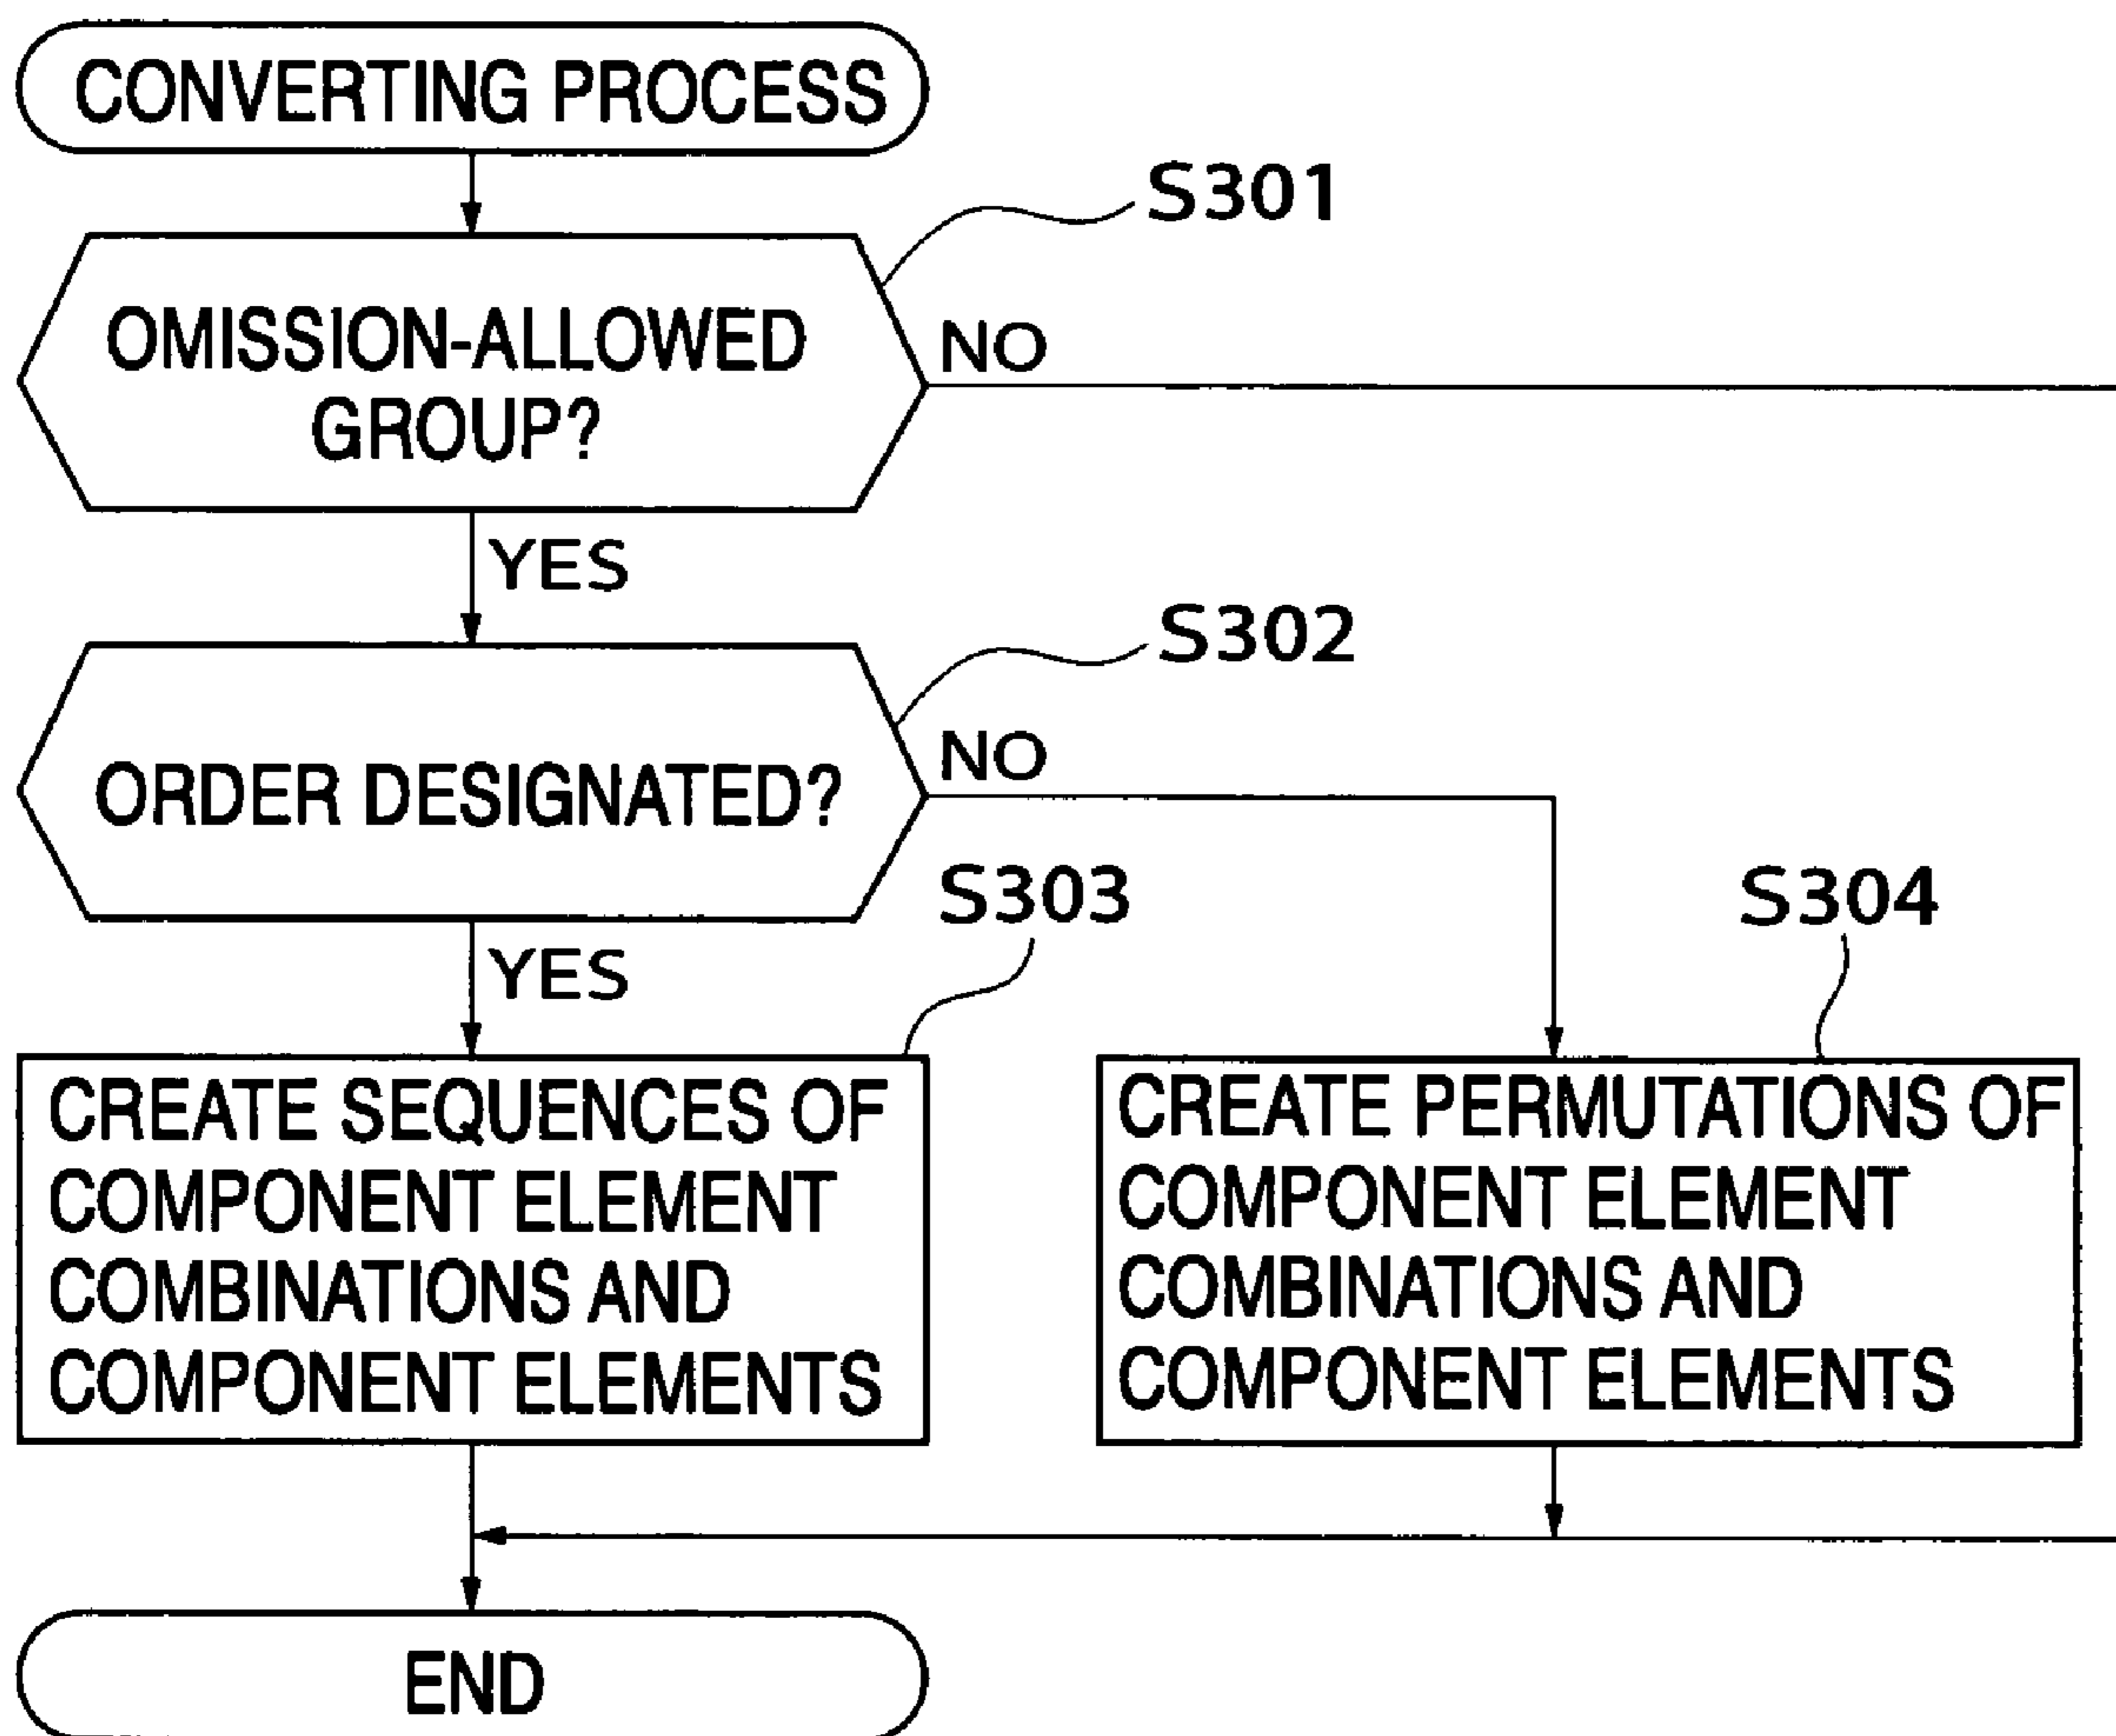 CONVERTING PROCESS
S301
OMISSION-ALLOWED
GROUP?
NO
YES
S302
ORDER DESIGNATED?
NO
YES
S303
S304
CREATE SEQUENCES OF
COMPONENT ELEMENT
COMBINATIONS AND
COMPONENT ELEMENTS
CREATE PERMUTATIONS OF
COMPONENT ELEMENT
COMBINATIONS AND
COMPONENT ELEMENTS
END